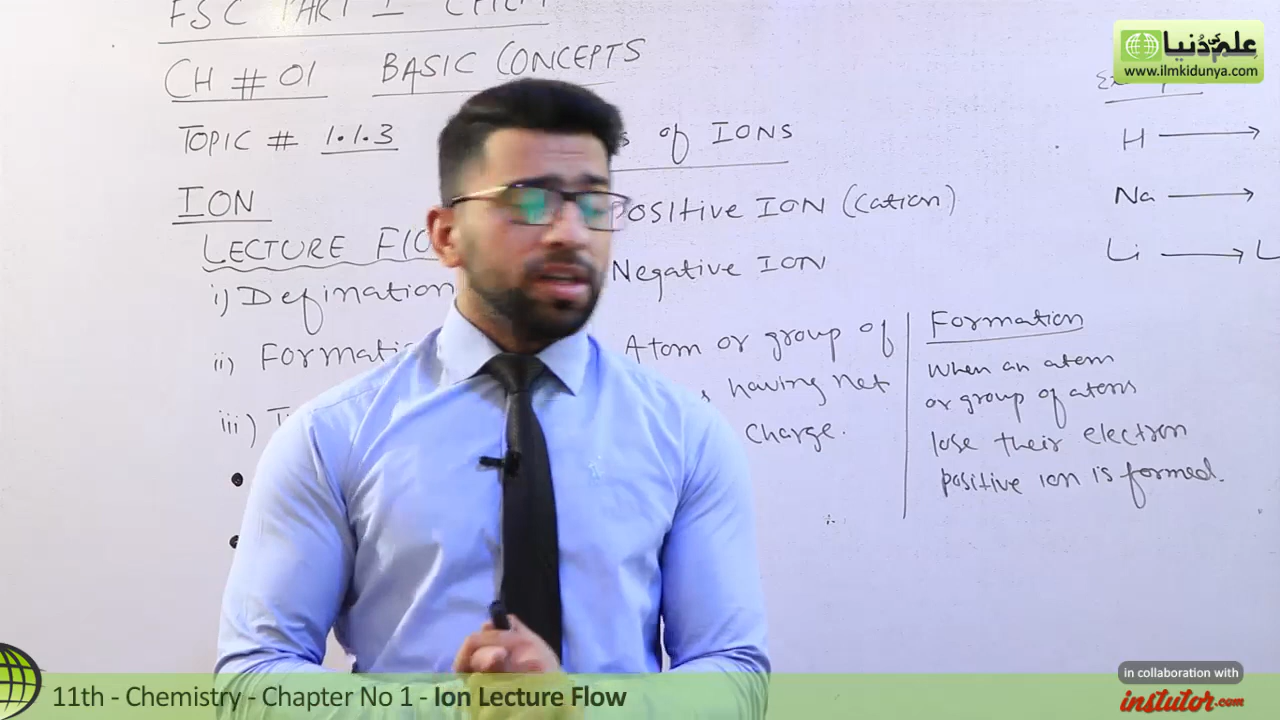 FSC PART I CHEM
CH # 01 BASIC CONCEPTS
TOPIC # 1.1.3 of IONS
ION
LECTURE
i) Defination
ii)
iii)
Positive ION (Cation)
Negative ION
Atom or group of
having net
charge.
Formation
When an atom
or group of atoms
lose their electron
positive ion is formed.
H
Na
Li
علم کی دُنیا
www.ilmkidunya.com
11th - Chemistry - Chapter No 1 - Ion Lecture Flow
in collaboration with
instutor.com